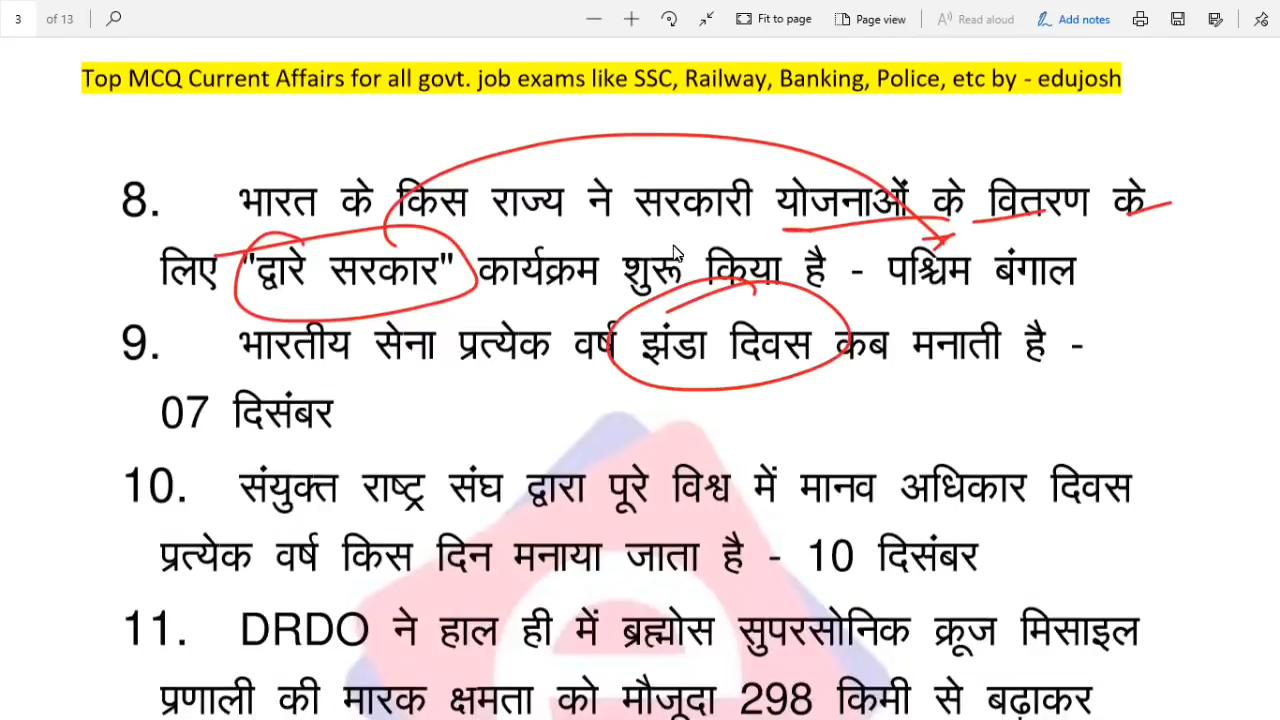 3 of 13 Fit to page Page view Read aloud Add notes
Top MCQ Current Affairs for all govt. job exams like SSC, Railway, Banking, Police, etc by - edujosh
8. भारत के किस राज्य ने सरकारी योजनाओं के वितरण के
लिए "द्वारे सरकार" कार्यक्रम शुरू किया है - पश्चिम बंगाल
9. भारतीय सेना प्रत्येक वर्ष झंडा दिवस कब मनाती है -
07 दिसंबर
10. संयुक्त राष्ट्र संघ द्वारा पूरे विश्व में मानव अधिकार दिवस
प्रत्येक वर्ष किस दिन मनाया जाता है - 10 दिसंबर
11. DRDO ने हाल ही में ब्रह्मोस सुपरसोनिक क्रूज मिसाइल
प्रणाली की मारक क्षमता को मौजूदा 298 किमी से बढ़ाकर